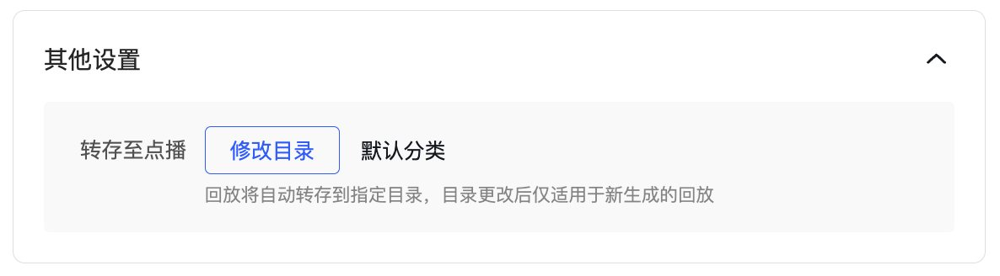 其他设置
转存至点播 修改目录 默认分类
回放将自动转存到指定目录，目录更改后仅适用于新生成的回放